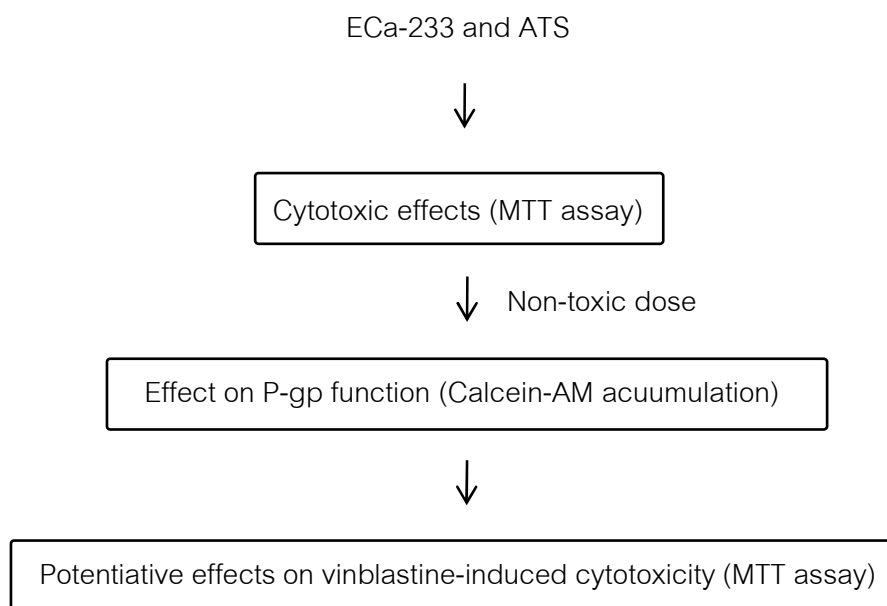 ECa-233 and ATS
Cytotoxic effects (MTT assay)
Non-toxic dose
Effect on P-gp function (Calcein-AM acuumulation)
Potentiative effects on vinblastine-induced cytotoxicity (MTT assay)